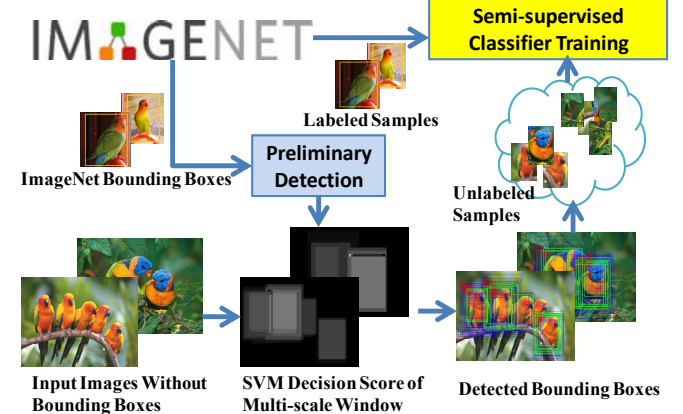 IMAGENET
Semi-supervised
Classifier Training
Labeled Samples
ImageNet Bounding Boxes
Preliminary
Detection
Unlabeled
Samples
Input Images Without
Bounding Boxes
SVM Decision Score of
Multi-scale Window
Detected Bounding Boxes